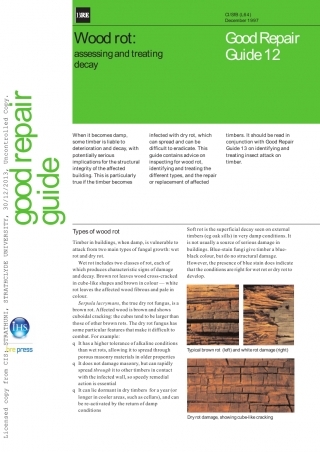 BRE
CI/SfB (L64)
December 1997
Wood rot:
assessing and treating
decay
Good Repair
Guide 12
good repair
guide
When it becomes damp,
some timber is liable to
deterioration and decay, with
potentially serious
implications for the structural
integrity of the affected
building. This is particularly
true if the timber becomes
infected with dry rot, which
can spread and can be
difficult to eradicate. This
guide contains advice on
inspecting for wood rot,
identifying and treating the
different types, and the repair
or replacement of affected
timbers. It should be read in
conjunction with Good Repair
Guide 13 on identifying and
treating insect attack on
timber.
Types of wood rot
Timber in buildings, when damp, is vulnerable to
attack from two main types of fungal growth: wet
rot and dry rot.
Wet rot includes two classes of rot, each of
which produces characteristic signs of damage
and decay. Brown rot leaves wood cross-cracked
in cube-like shapes and brown in colour — white
rot leaves the affected wood fibrous and pale in
colour.
Serpula lacrymans, the true dry rot fungus, is a
brown rot. Affected wood is brown and shows
cuboidal cracking: the cubes tend to be larger than
those of other brown rots. The dry rot fungus has
some particular features that make it difficult to
combat. For example:
q It has a higher tolerance of alkaline conditions
than wet rots, allowing it to spread through
porous masonry materials in older properties
q It does not damage masonry, but can rapidly
spread through it to other timbers in contact
with the infected wall, so speedy remedial
action is essential
q It can lie dormant in dry timbers for a year (or
longer in cooler areas, such as cellars), and can
be re-activated by the return of damp
conditions
Soft rot is the superficial decay seen on external
timbers (eg oak sills) in very damp conditions. It
is not usually a source of serious damage in
buildings. Blue-stain fungi give timber a blue-
black colour, but do no structural damage.
However, the presence of blue stain does indicate
that the conditions are right for wet rot or dry rot to
develop.
Typical brown rot (left) and white rot damage (right)
Dry rot damage, showing cube-like cracking
IHS
press
Licensed copy from CIS: STRATHUNI, STRATHCLYDE UNIVERSITY, 30/12/2013, Uncontrolled Copy.